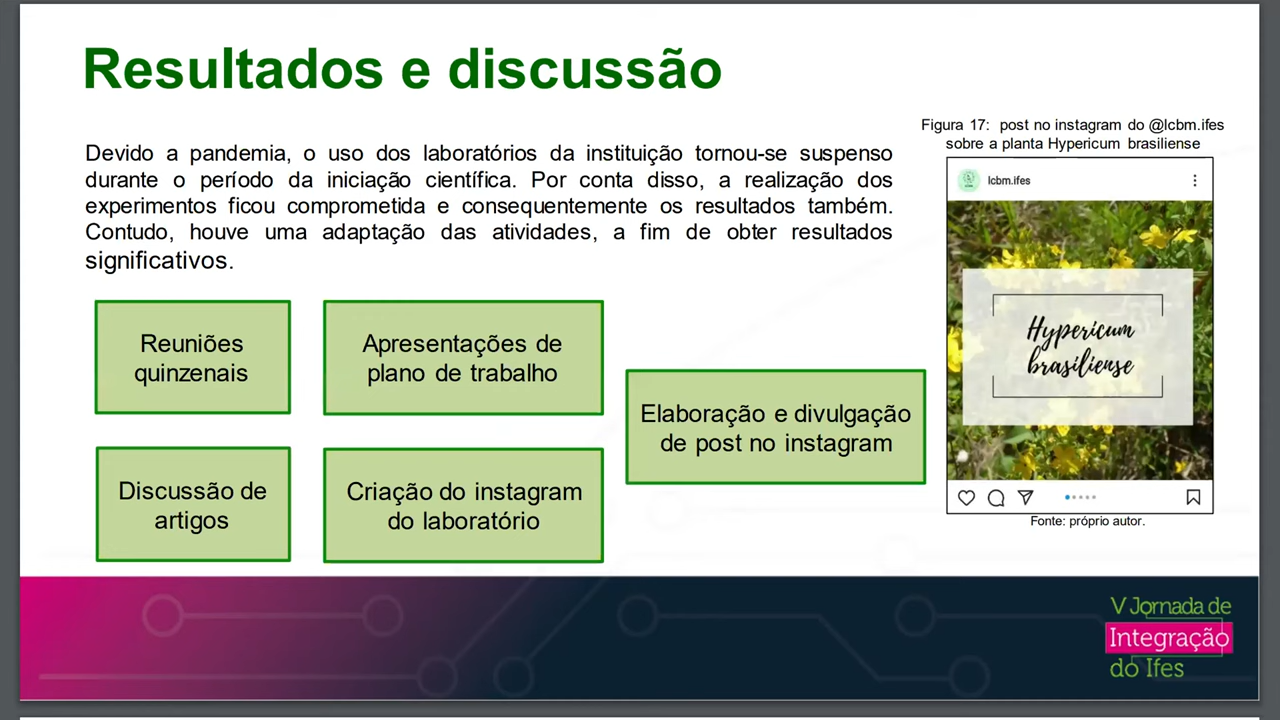 Resultados e discussão
Devido a pandemia, o uso dos laboratórios da instituição tornou-se suspenso
durante o período da iniciação científica. Por conta disso, a realização dos
experimentos ficou comprometida e consequentemente os resultados também.
Contudo, houve uma adaptação das atividades, a fim de obter resultados
significativos.
Reuniões
quinzenais
Apresentações de
plano de trabalho
Discussão de
artigos
Criação do instagram
do laboratório
Elaboração e divulgação
de post no instagram
Figura 17: post no instagram do @lcbm.ifes
sobre a planta Hypericum brasiliense
lcbm.ifes
Hypericum
brasiliense
Fonte: próprio autor.
V Jornada de
Integração
do Ifes